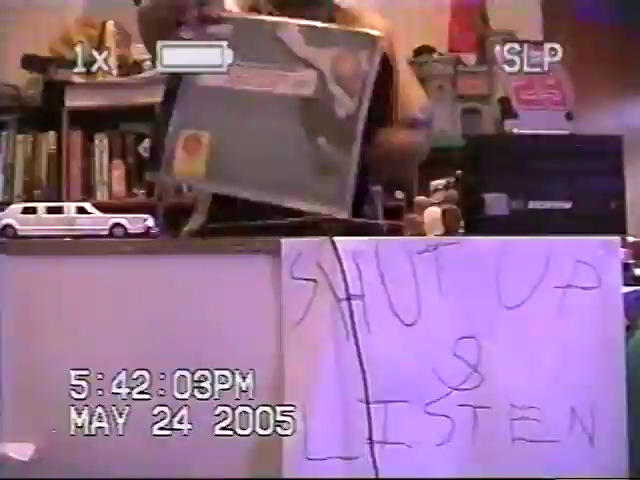 1x SLP
SHUT UP
&
LISTEN
5:42:03PM
MAY 24 2005